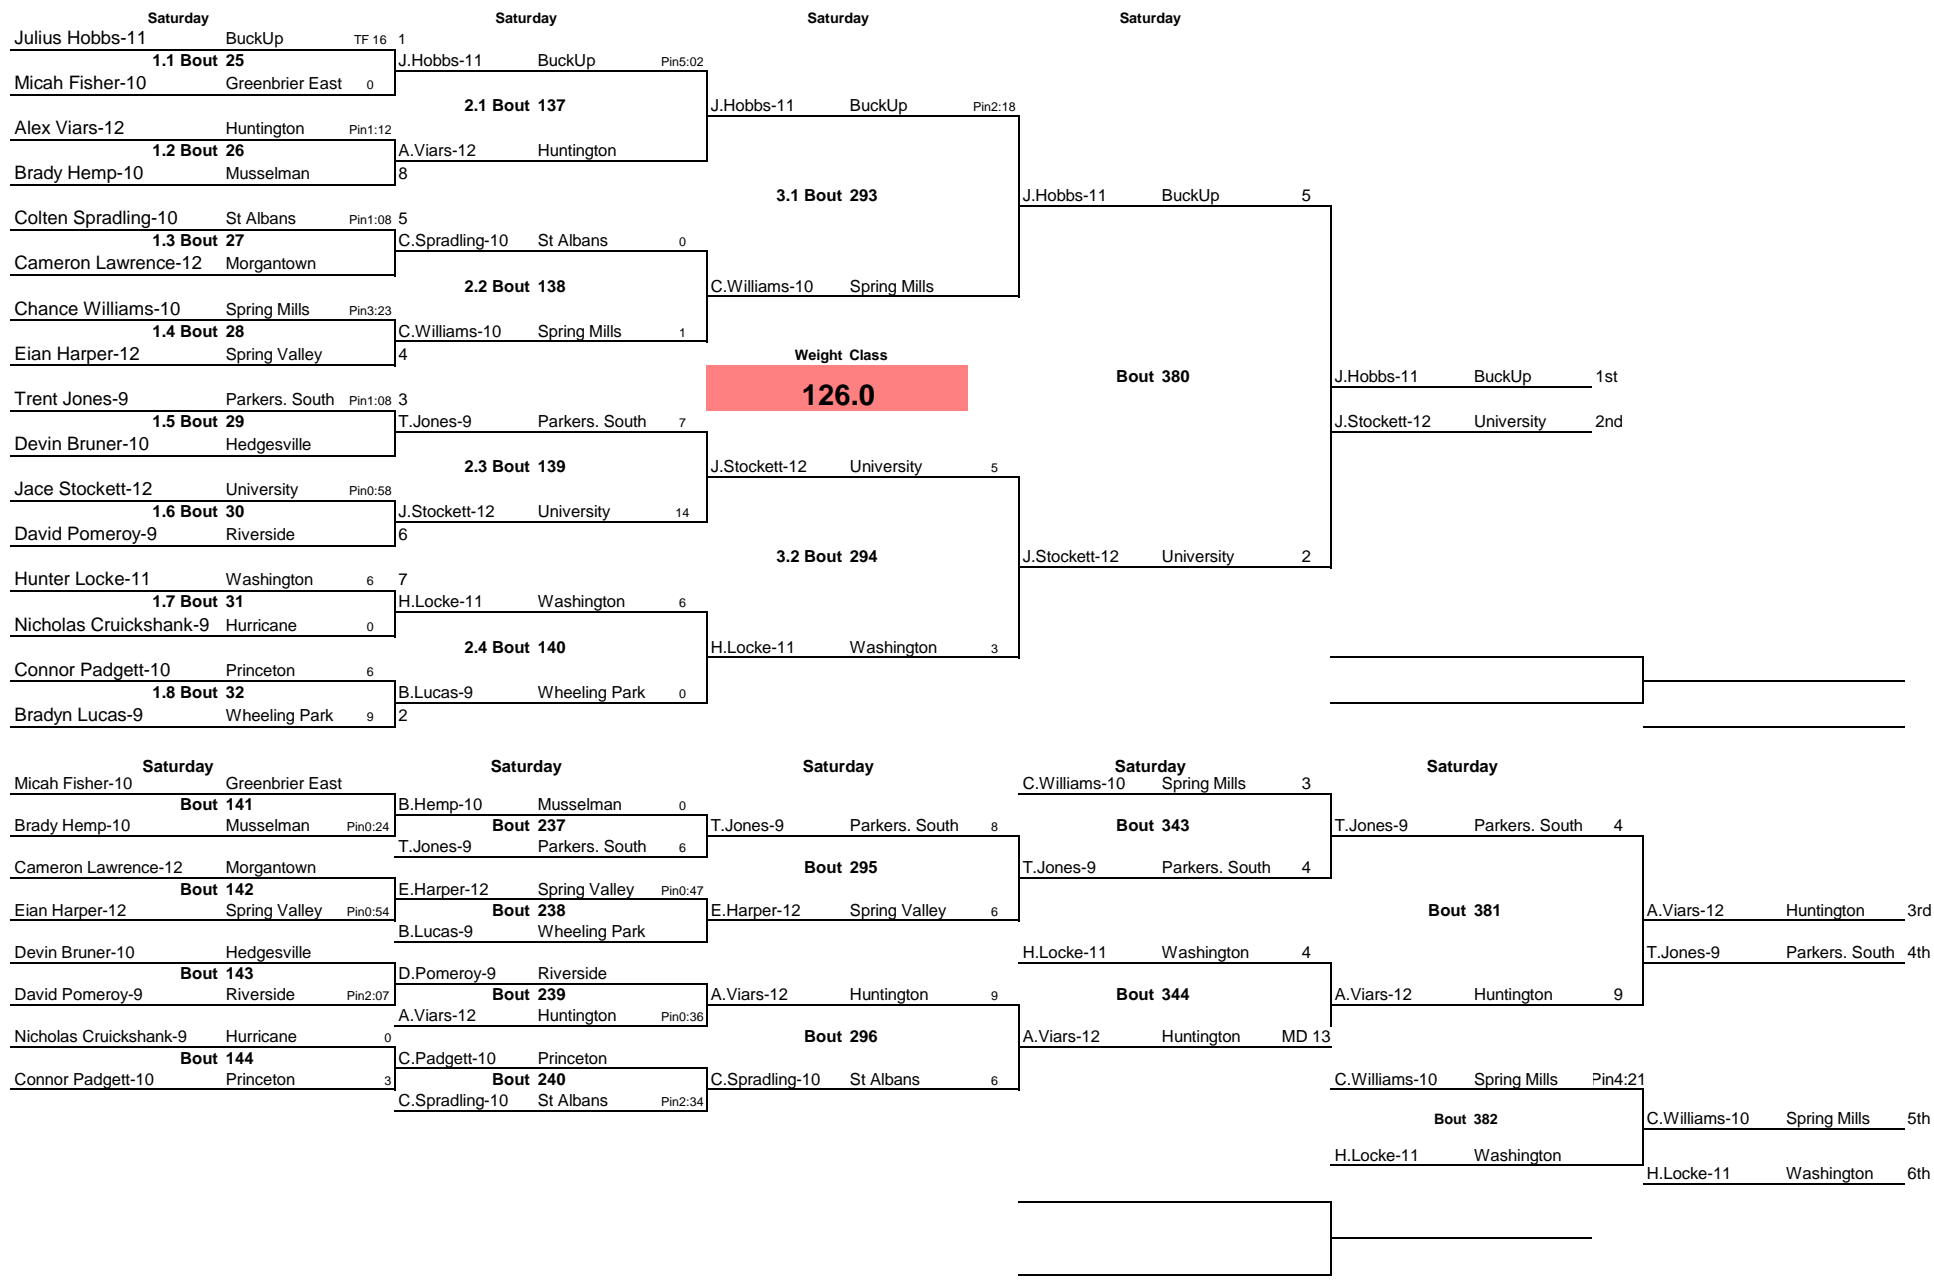 Saturday Saturday Saturday Saturday
Julius Hobbs-11 BuckUp TF 16 1
1.1 Bout 25 J.Hobbs-11 BuckUp Pin5:02
Micah Fisher-10 Greenbrier East 0
2.1 Bout 137 J.Hobbs-11 BuckUp Pin2:18
Alex Viars-12 Huntington Pin1:12
1.2 Bout 26 A.Viars-12 Huntington
Brady Hemp-10 Musselman 8
3.1 Bout 293 J.Hobbs-11 BuckUp 5
Colten Spradling-10 St Albans Pin1:08 5
1.3 Bout 27 C.Spradling-10 St Albans 0
Cameron Lawrence-12 Morgantown
2.2 Bout 138 C.Williams-10 Spring Mills
Chance Williams-10 Spring Mills Pin3:23
1.4 Bout 28 C.Williams-10 Spring Mills 1
Eian Harper-12 Spring Valley 4 Weight Class
Bout 380 J.Hobbs-11 BuckUp 1st
Trent Jones-9 Parkers. South Pin1:08 3 126.0
1.5 Bout 29 T.Jones-9 Parkers. South 7 J.Stockett-12 University 2nd
Devin Bruner-10 Hedgesville
2.3 Bout 139 J.Stockett-12 University 5
Jace Stockett-12 University Pin0:58
1.6 Bout 30 J.Stockett-12 University 14
David Pomeroy-9 Riverside 6
3.2 Bout 294 J.Stockett-12 University 2
Hunter Locke-11 Washington 6 7
1.7 Bout 31 H.Locke-11 Washington 6
Nicholas Cruickshank-9 Hurricane 0
2.4 Bout 140 H.Locke-11 Washington 3
Connor Padgett-10 Princeton 6
1.8 Bout 32 B.Lucas-9 Wheeling Park 0
Bradyn Lucas-9 Wheeling Park 9 2
Saturday Saturday Saturday Saturday Saturday
Micah Fisher-10 Greenbrier East C.Williams-10 Spring Mills 3
Bout 141 B.Hemp-10 Musselman 0
Brady Hemp-10 Musselman Pin0:24 Bout 237 T.Jones-9 Parkers. South 8 Bout 343 T.Jones-9 Parkers. South 4
T.Jones-9 Parkers. South 6
Cameron Lawrence-12 Morgantown Bout 295 T.Jones-9 Parkers. South 4
Bout 142 E.Harper-12 Spring Valley Pin0:47
Eian Harper-12 Spring Valley Pin0:54 Bout 238 E.Harper-12 Spring Valley 6 Bout 381 A.Viars-12 Huntington 3rd
B.Lucas-9 Wheeling Park
Devin Bruner-10 Hedgesville H.Locke-11 Washington 4 T.Jones-9 Parkers. South 4th
Bout 143 D.Pomeroy-9 Riverside
David Pomeroy-9 Riverside Pin2:07 Bout 239 A.Viars-12 Huntington 9 Bout 344 A.Viars-12 Huntington 9
A.Viars-12 Huntington Pin0:36
Nicholas Cruickshank-9 Hurricane 0 Bout 296 A.Viars-12 Huntington MD 13
Bout 144 C.Padgett-10 Princeton
Connor Padgett-10 Princeton 3 Bout 240 C.Spradling-10 St Albans 6 C.Williams-10 Spring Mills Pin4:21
C.Spradling-10 St Albans Pin2:34
Bout 382 C.Williams-10 Spring Mills 5th
H.Locke-11 Washington
H.Locke-11 Washington 6th